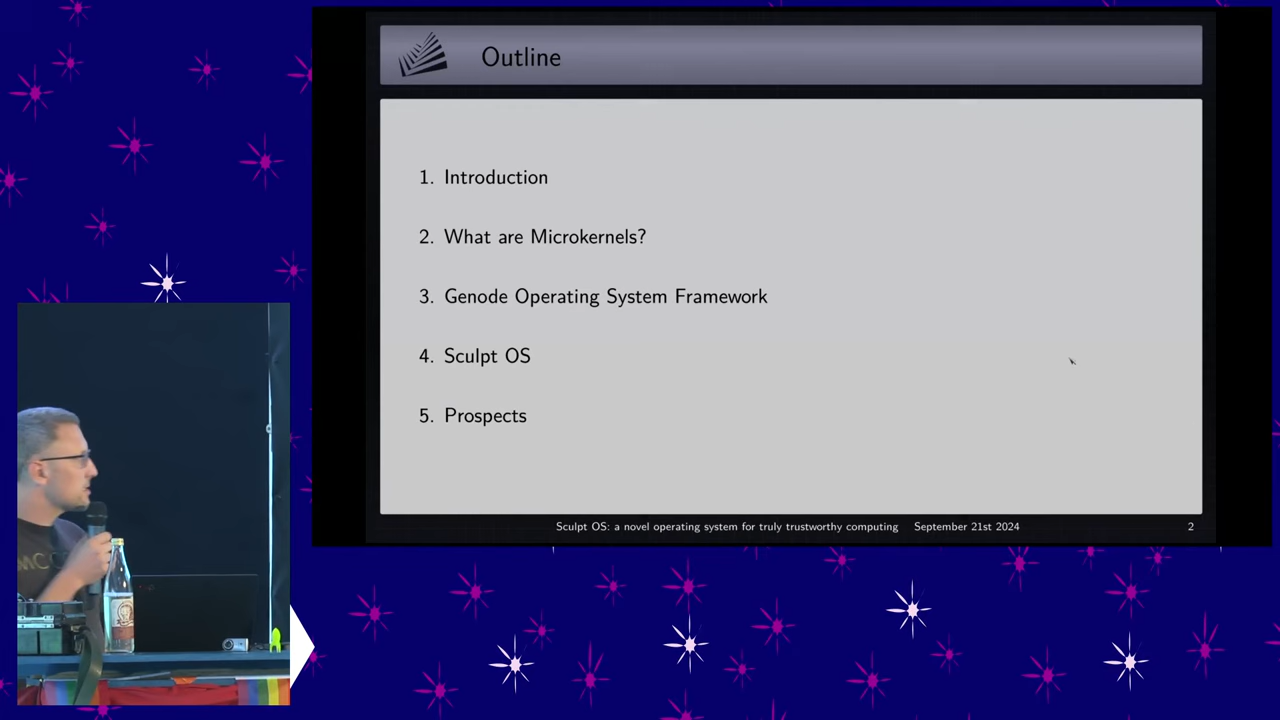 Outline
1. Introduction
2. What are Microkernels?
3. Genode Operating System Framework
4. Sculpt OS
5. Prospects
Sculpt OS: a novel operating system for truly trustworthy computing September 21st 2024 2